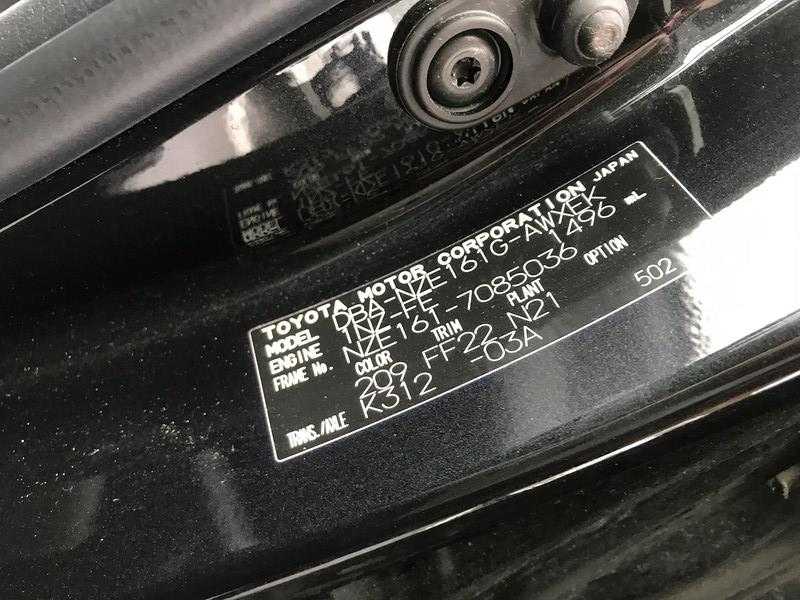 TOYOTA MOTOR CORPORATION JAPAN
MODEL DBA-NZE161G-AWXEK
ENGINE 1NZ-FE 1496 mL
FRAME No. NZE161-7085036
COLOR TRIM PLANT OPTION
209 FF22 N21
TRANS./AXLE K312 -03A 502